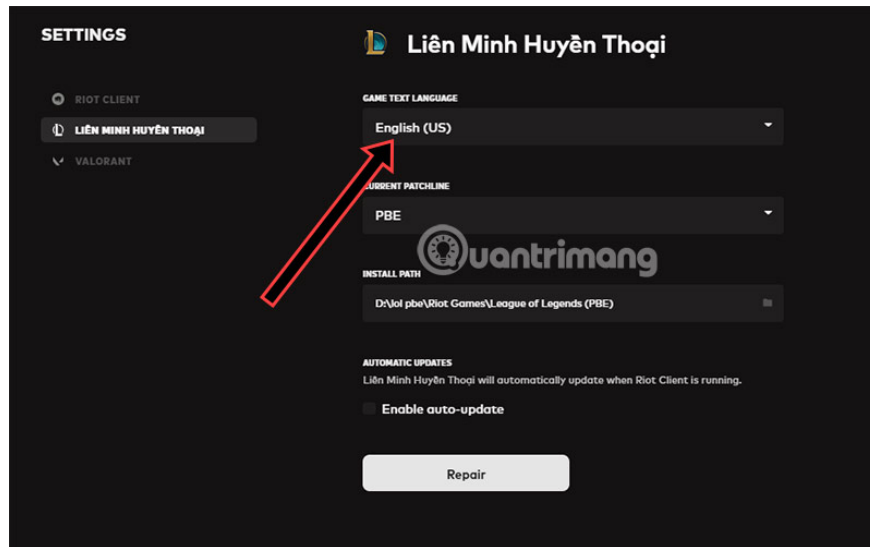 SETTINGS
RIOT CLIENT
LIÊN MINH HUYỀN THOẠI
VALORANT
Liên Minh Huyền Thoại
GAME TEXT LANGUAGE
English (US)
CURRENT PATCHLINE
PBE
Quantrimang
INSTALL PATH
D:\lol pbe\Riot Games\League of Legends (PBE)
AUTOMATIC UPDATES
Liên Minh Huyền Thoại will automatically update when Riot Client is running.
Enable auto-update
Repair